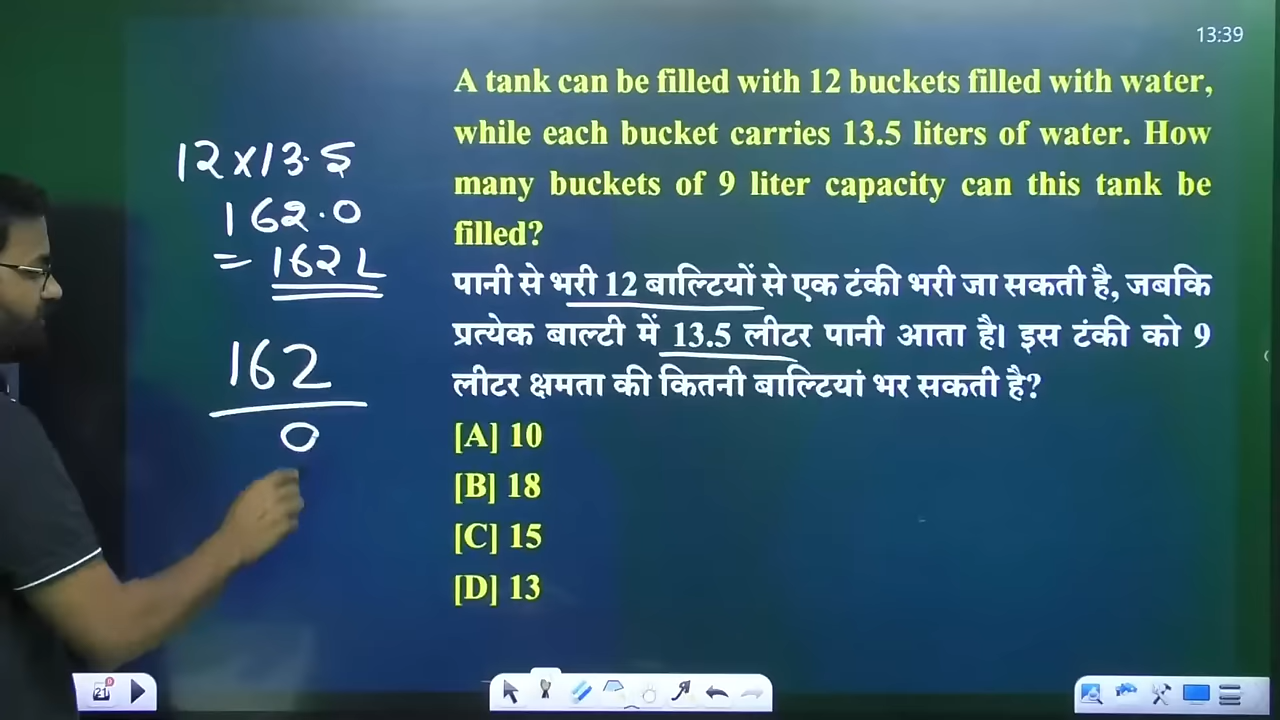 13:39
A tank can be filled with 12 buckets filled with water,
while each bucket carries 13.5 liters of water. How
many buckets of 9 liter capacity can this tank be
filled?
पानी से भरी 12 बाल्टियों से एक टंकी भरी जा सकती है, जबकि
प्रत्येक बाल्टी में 13.5 लीटर पानी आता है। इस टंकी को 9
लीटर क्षमता की कितनी बाल्टियां भर सकती है?
[A] 10
[B] 18
[C] 15
[D] 13
12x13.5
162.0
= 162 L
162
0
21